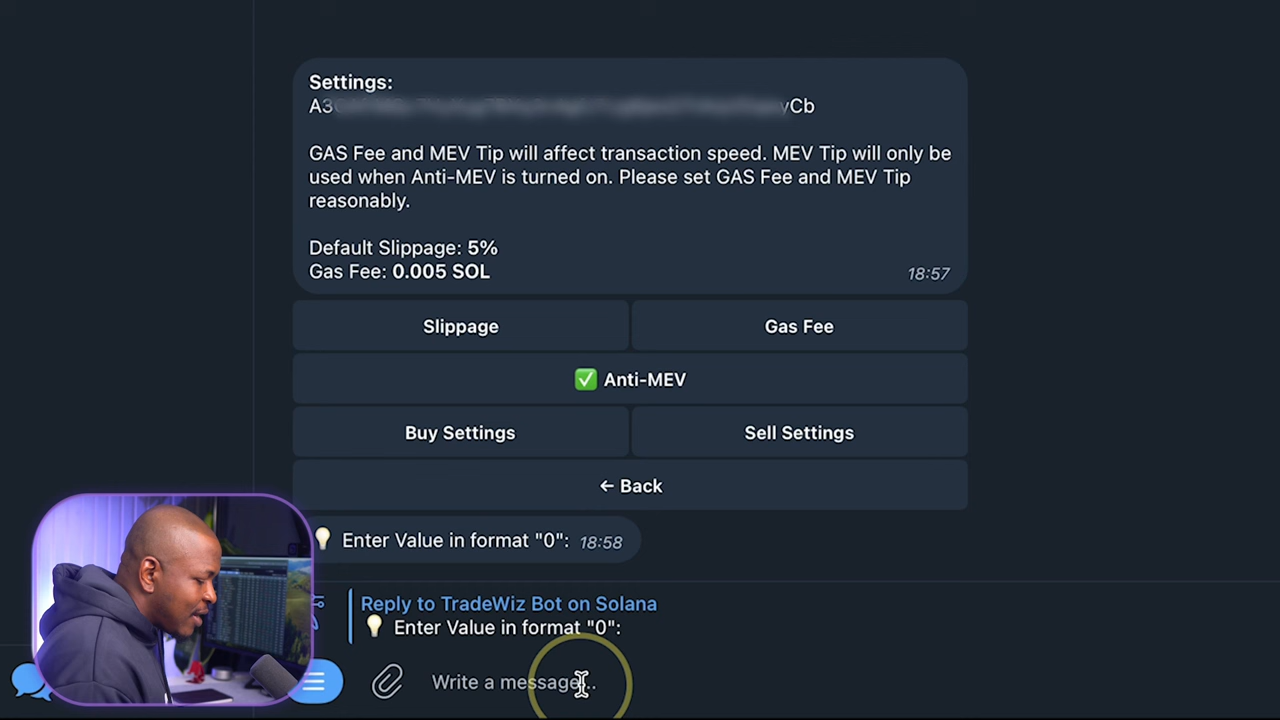 Settings:
A3 yCb
GAS Fee and MEV Tip will affect transaction speed. MEV Tip will only be
used when Anti-MEV is turned on. Please set GAS Fee and MEV Tip
reasonably.
Default Slippage: 5%
Gas Fee: 0.005 SOL
18:57
Slippage
Gas Fee
✅ Anti-MEV
Buy Settings
Sell Settings
← Back
💡 Enter Value in format "0": 18:58
Reply to TradeWiz Bot on Solana
💡 Enter Value in format "0":
Write a message...